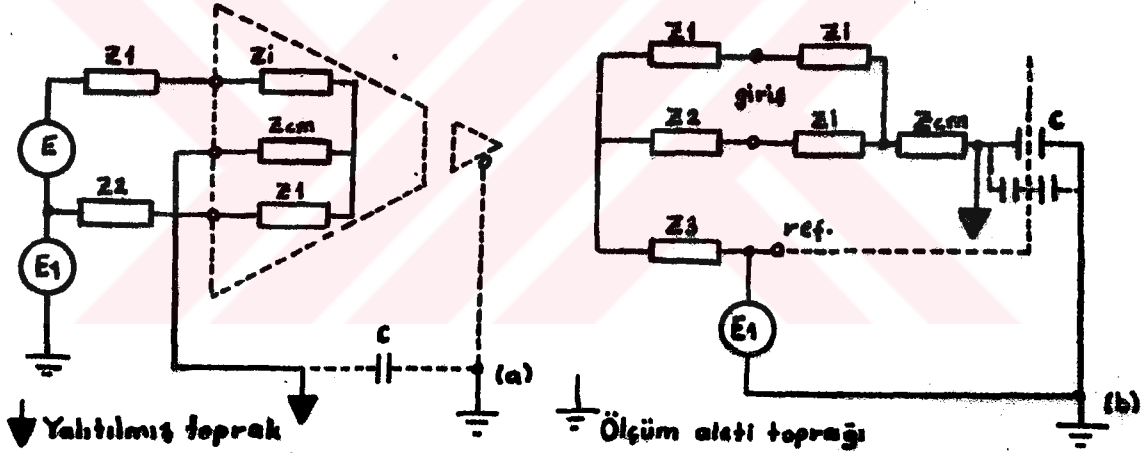 Z1
Zi
E
Zcm
Z2
Z1
E1
C
(a)
Yalıtılmış toprak
Z1
Zi
giriş
C
Z2
Zi
Zcm
Z3
ref.
E1
(b)
Ölçüm aleti toprağı